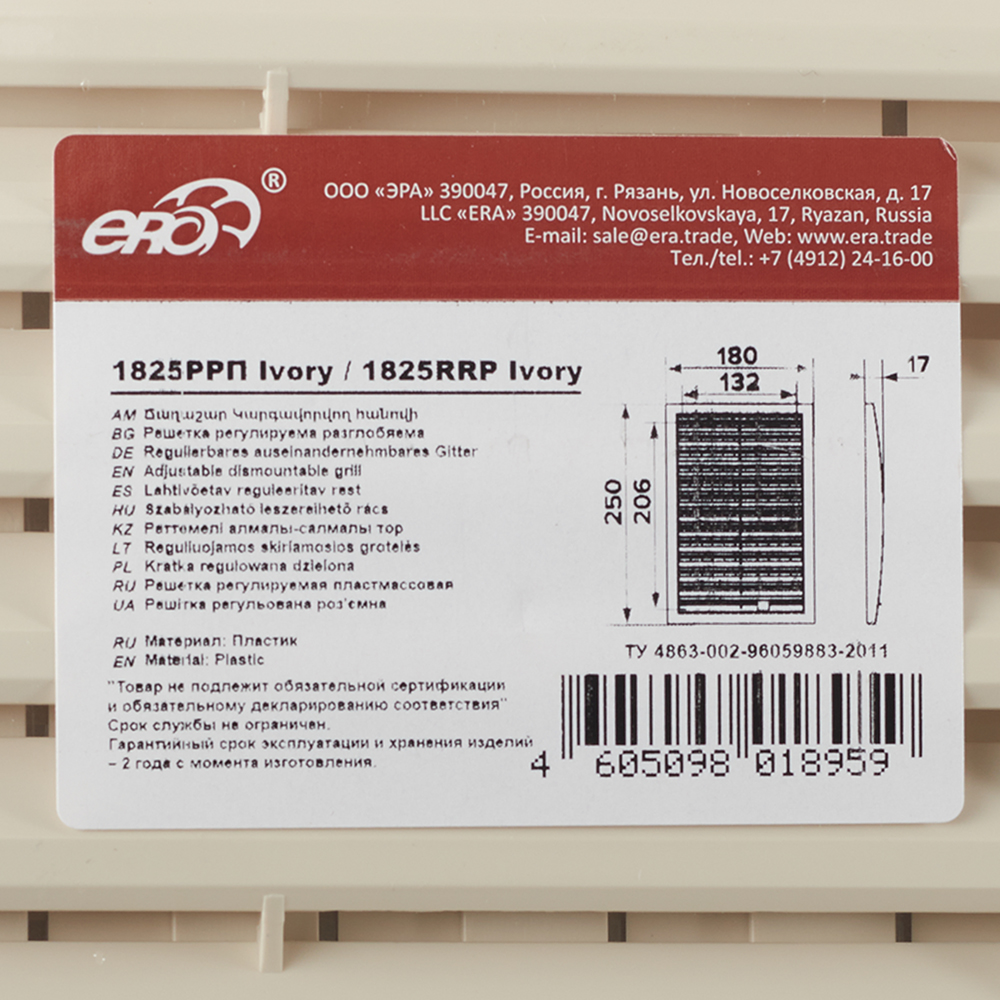 ERA ®
ООО «ЭРА» 390047, Россия, г. Рязань, ул. Новоселковская, д. 17
LLC «ERA» 390047, Novoselkovskaya, 17, Ryazan, Russia
E-mail: sale@era.trade, Web: www.era.trade
Тел./tel.: +7 (4912) 24-16-00
1825РРП Ivory / 1825RRP Ivory
AM Ճաղաշար Կարգավորվող հանովի
BG Решетка регулируема разглобяема
DE Regulierbares auseinandernehmbares Gitter
EN Adjustable dismountable grill
ES Lahtivõetav reguleeritav rest
HU Szabályozható leszerelhető rács
KZ Реттемелі алмалы-салмалы тор
LT Reguliuojamos skiriamosios grotelės
PL Kratka regulowana dzielona
RU Решетка регулируемая пластмассовая
UA Решітка регульована роз'ємна
RU Материал: Пластик
EN Material: Plastic
"Товар не подлежит обязательной сертификации
и обязательному декларированию соответствия"
Срок службы не ограничен.
Гарантийный срок эксплуатации и хранения изделий
– 2 года с момента изготовления.
180
132
17
250
206
ТУ 4863-002-96059883-2011
4 605098 018959